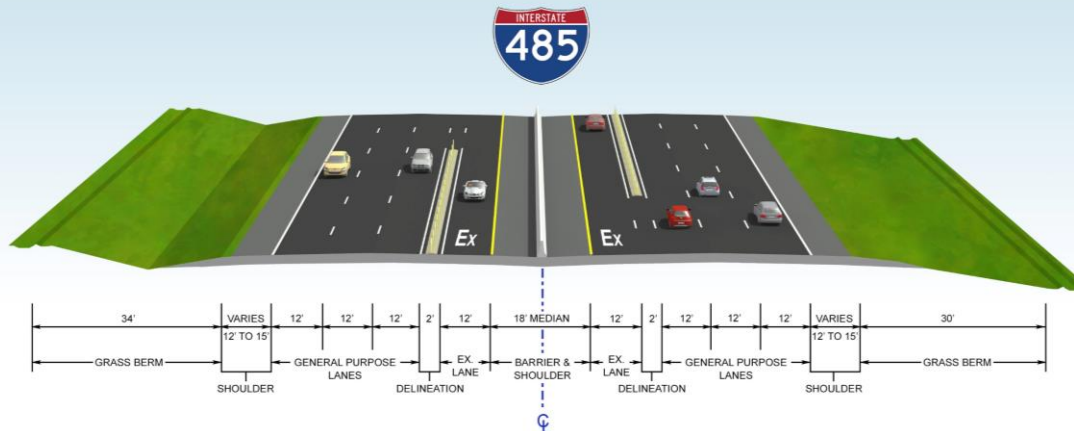 INTERSTATE
485
Ex
Ex
34' VARIES 12' 12' 12' 2' 12' 18' MEDIAN 12' 2' 12' 12' 12' VARIES 30'
12' TO 15' 12' TO 15'
GRASS BERM GENERAL PURPOSE EX. BARRIER & EX. GENERAL PURPOSE GRASS BERM
LANES LANE SHOULDER LANE LANES
SHOULDER DELINEATION DELINEATION SHOULDER
℄